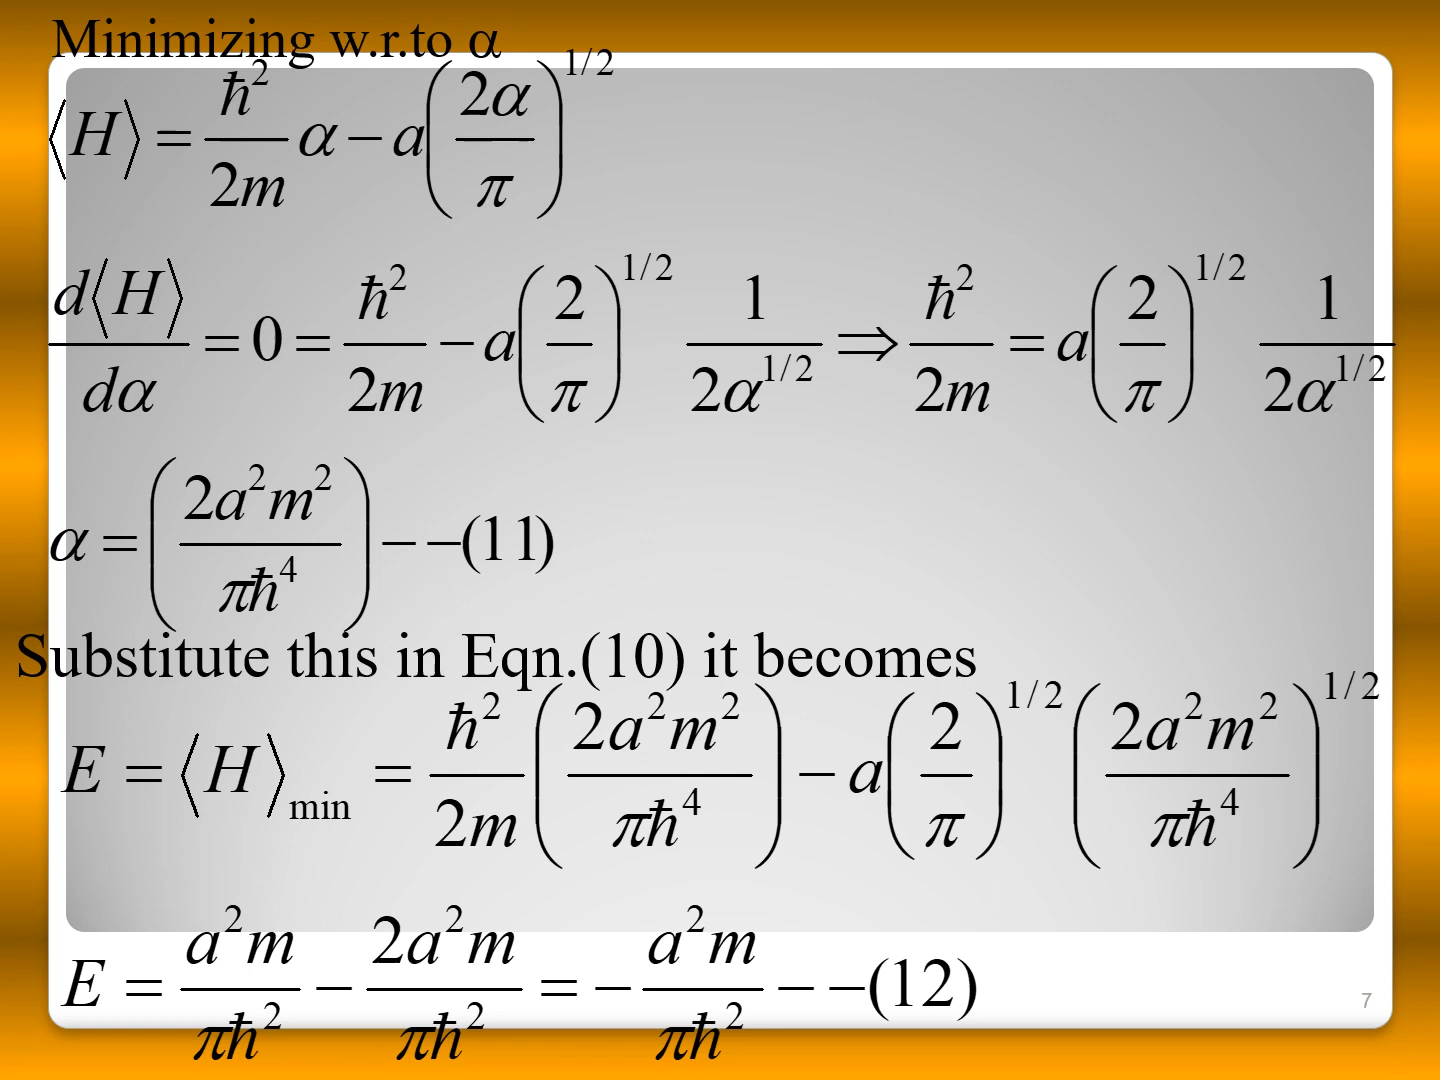 Minimizing w.r.to α
⟨H⟩ = ħ²/2m α − a(2α/π)^1/2
d⟨H⟩/dα = 0 = ħ²/2m − a(2/π)^1/2 1/2α^1/2 ⇒ ħ²/2m = a(2/π)^1/2 1/2α^1/2
α = (2a²m²/πħ⁴) − −(11)
Substitute this in Eqn.(10) it becomes
E = ⟨H⟩min = ħ²/2m (2a²m²/πħ⁴) − a(2/π)^1/2 (2a²m²/πħ⁴)^1/2
E = a²m/πħ² − 2a²m/πħ² = − a²m/πħ² − −(12)
7